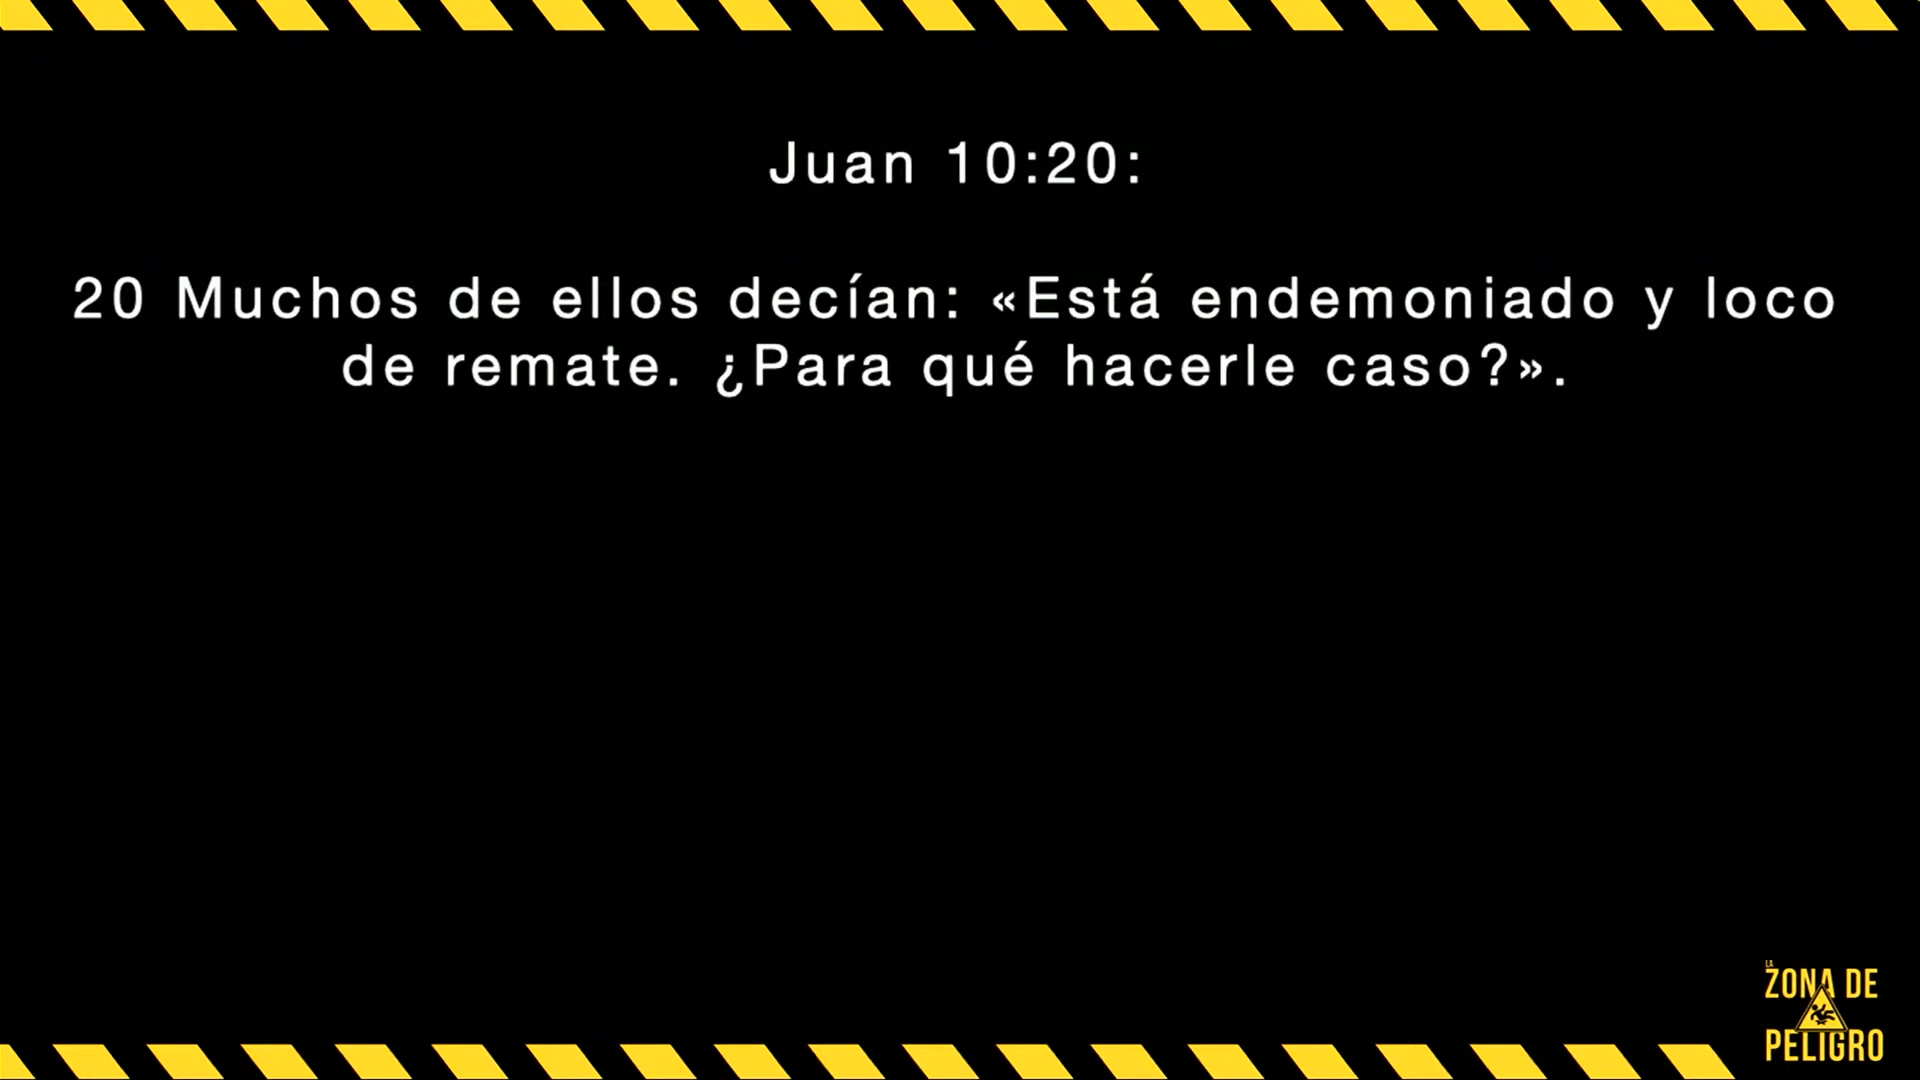 Juan 10:20:
20 Muchos de ellos decían: «Está endemoniado y loco
de remate. ¿Para qué hacerle caso?».
LA
ZONA DE
PELIGRO